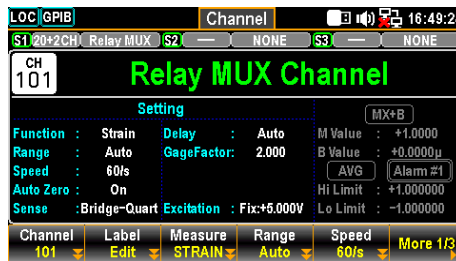 LOC GPIB Channel 16:49:2
S1 20+2CH Relay MUX S2 — NONE S3 — NONE
CH 101 Relay MUX Channel
Setting MX+B
Function : Strain Delay : Auto M Value : +1.0000
Range : Auto GageFactor: 2.000 B Value : +0.0000µ
Speed : 60/s AVG Alarm #1
Auto Zero : On Hi Limit : +1.000000
Sense :Bridge-Quart Excitation : Fix:+5.000V Lo Limit : -1.000000
Channel Label Measure Range Speed More 1/3
101 Edit STRAIN Auto 60/s